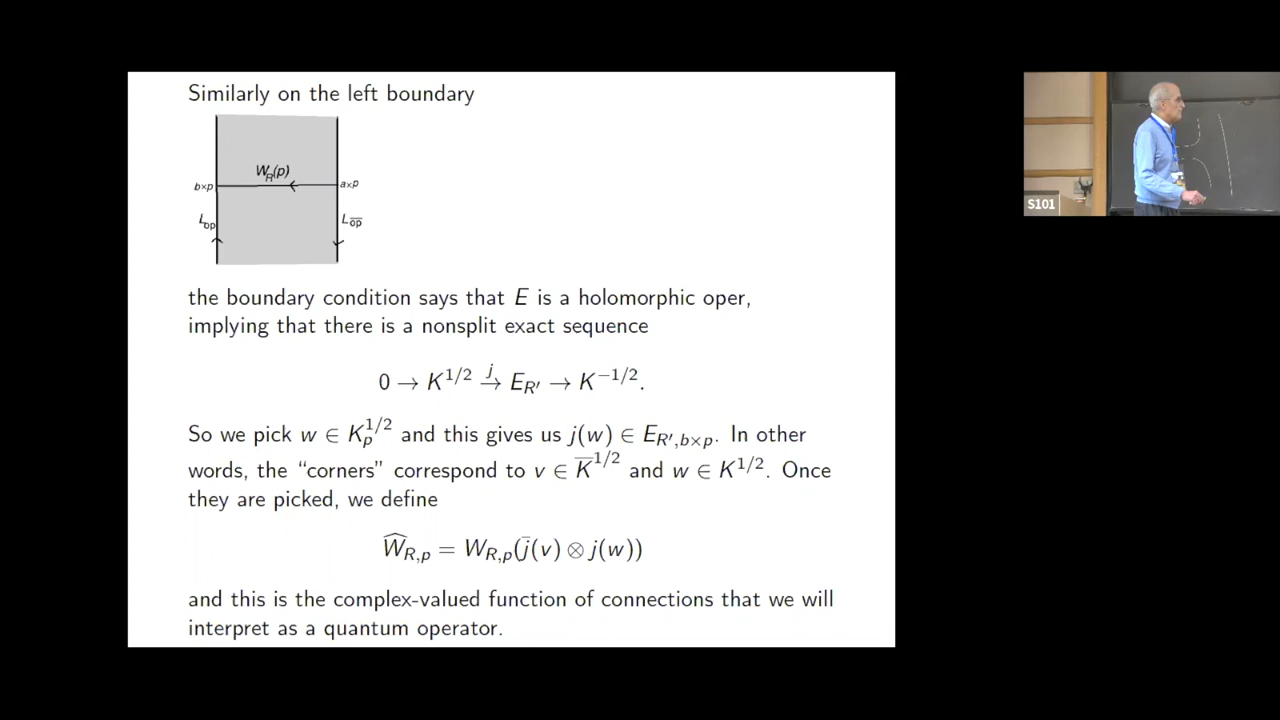 Similarly on the left boundary
W_R(p)
b×p
a×p
L_{op}
L_{\overline{op}}
the boundary condition says that E is a holomorphic oper,
implying that there is a nonsplit exact sequence
0 → K^{1/2} \xrightarrow{j} E_{R′} → K^{−1/2}.
So we pick w ∈ K_p^{1/2} and this gives us j(w) ∈ E_{R′,b×p}. In other
words, the “corners” correspond to v ∈ \overline{K}^{1/2} and w ∈ K^{1/2}. Once
they are picked, we define
\widehat{W}_{R,p} = W_{R,p}(\bar{j}(v) ⊗ j(w))
and this is the complex-valued function of connections that we will
interpret as a quantum operator.
S101